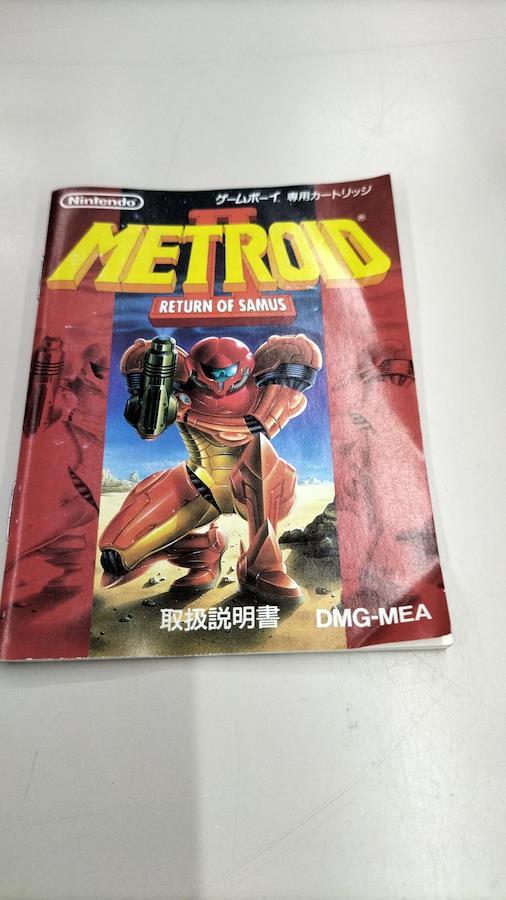 Nintendo
ゲームボーイ 専用カートリッジ
METROID®
II
RETURN OF SAMUS
取扱説明書
DMG-MEA